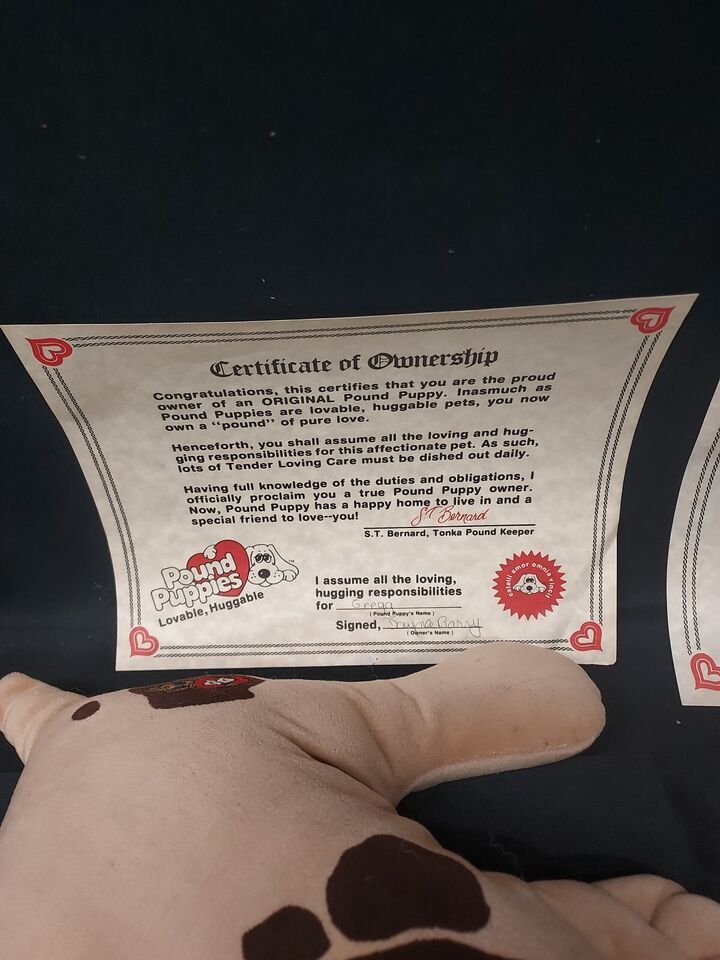 Certificate of Ownership
Congratulations, this certifies that you are the proud
owner of an ORIGINAL Pound Puppy. Inasmuch as
Pound Puppies are lovable, huggable pets, you now
own a "pound" of pure love.
Henceforth, you shall assume all the loving and hug-
ging responsibilities for this affectionate pet. As such,
lots of Tender Loving Care must be dished out daily.
Having full knowledge of the duties and obligations, I
officially proclaim you a true Pound Puppy owner.
Now, Pound Puppy has a happy home to live in and a
special friend to love--you!
S.T. Bernard
S.T. Bernard, Tonka Pound Keeper
Pound
Puppies
Lovable, Huggable
I assume all the loving,
hugging responsibilities
for
( Pound Puppy's Name )
Signed,
( Owner's Name )
catelli amor omnia vincit